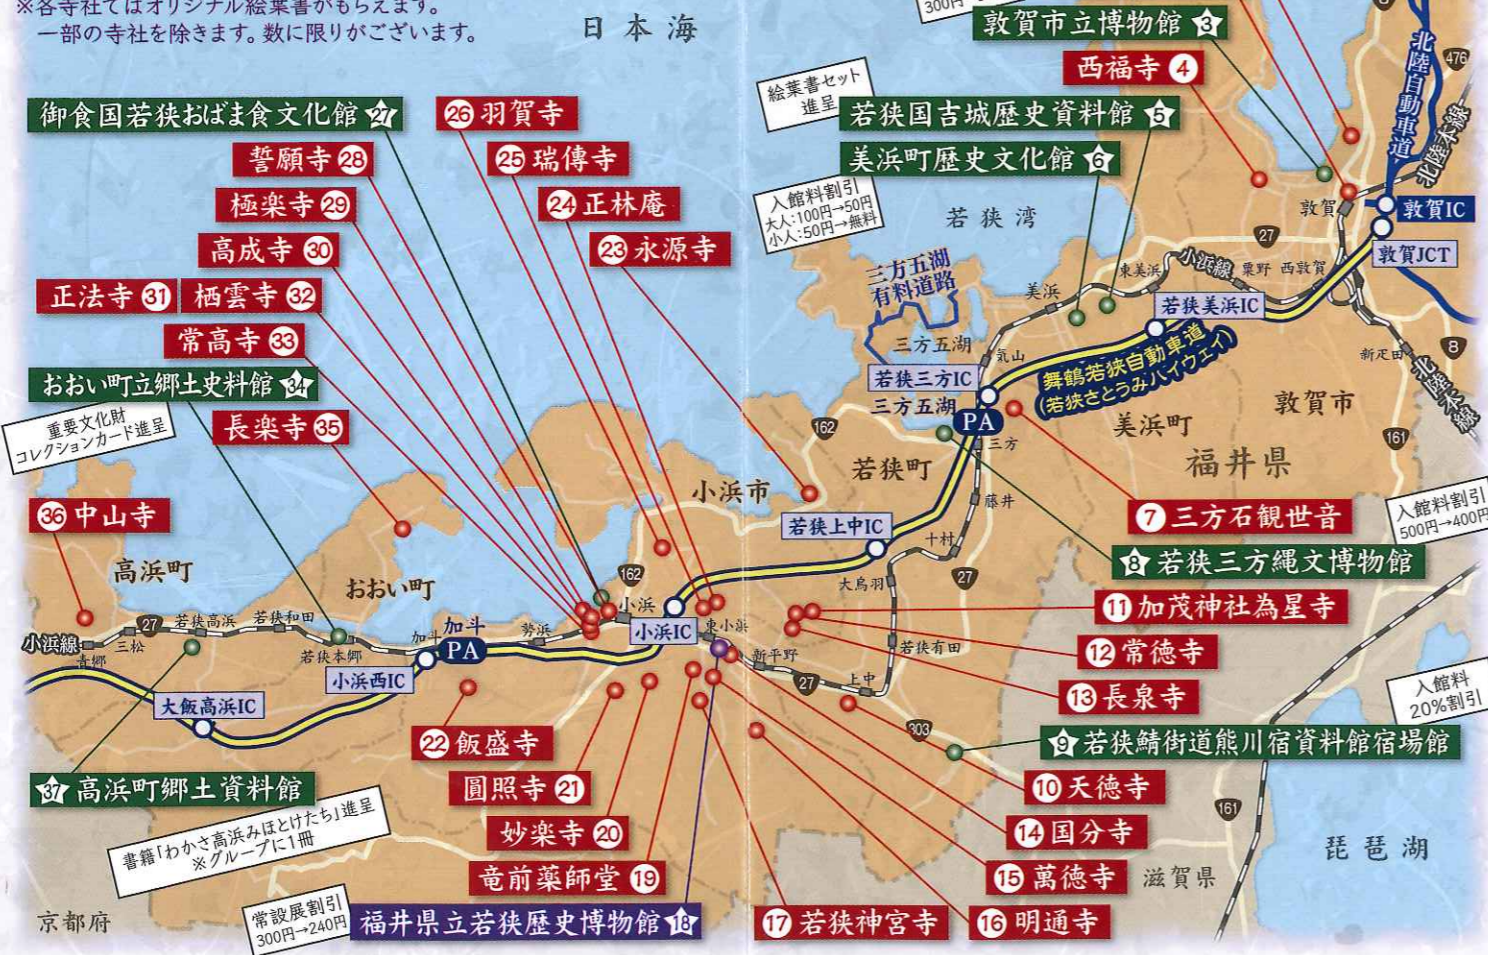 ※各寺社ではオリジナル絵葉書がもらえます。
一部の寺社を除きます。数に限りがございます。
日本海
敦賀市立博物館 3
西福寺 4
絵葉書セット
進呈
若狭国吉城歴史資料館 5
美浜町歴史文化館 6
入館料割引
大人:100円→50円
小人:50円→無料
若狭湾
北陸自動車道
北陸本線
476
敦賀
敦賀IC
敦賀JCT
27
東美浜
小浜線
粟野
西敦賀
美浜
若狭美浜IC
三方五湖
有料道路
三方五湖
気山
舞鶴若狭自動車道
(若狭さとうみハイウェイ)
新疋田
8
北陸本線
若狭三方IC
三方五湖
PA
三方
美浜町
敦賀市
福井県
161
御食国若狭おばま食文化館 27
26 羽賀寺
誓願寺 28
25 瑞傳寺
極楽寺 29
24 正林庵
高成寺 30
23 永源寺
正法寺 31
栖雲寺 32
常高寺 33
おおい町立郷土史料館 34
重要文化財
コレクションカード進呈
長楽寺 35
36 中山寺
162
若狭町
小浜市
藤井
若狭上中IC
十村
大鳥羽
27
7 三方石観世音
入館料割引
500円→400円
8 若狭三方縄文博物館
高浜町
おおい町
162
小浜
小浜IC
東小浜
11 加茂神社為星寺
12 常徳寺
13 長泉寺
入館料
20%割引
小浜線
青郷
三松
27
若狭高浜
若狭和田
若狭本郷
加斗
加斗
PA
勢浜
新平野
27
上中
若狭有田
303
小浜西IC
大飯高浜IC
9 若狭鯖街道熊川宿資料館宿場館
22 飯盛寺
10 天徳寺
37 高浜町郷土資料館
圓照寺 21
161
書籍「わかさ高浜みほとけたち」進呈
※グループに1冊
妙楽寺 20
14 国分寺
琵琶湖
竜前薬師堂 19
15 萬徳寺
滋賀県
京都府
常設展割引
300円→240円
福井県立若狭歴史博物館 18
17 若狭神宮寺
16 明通寺